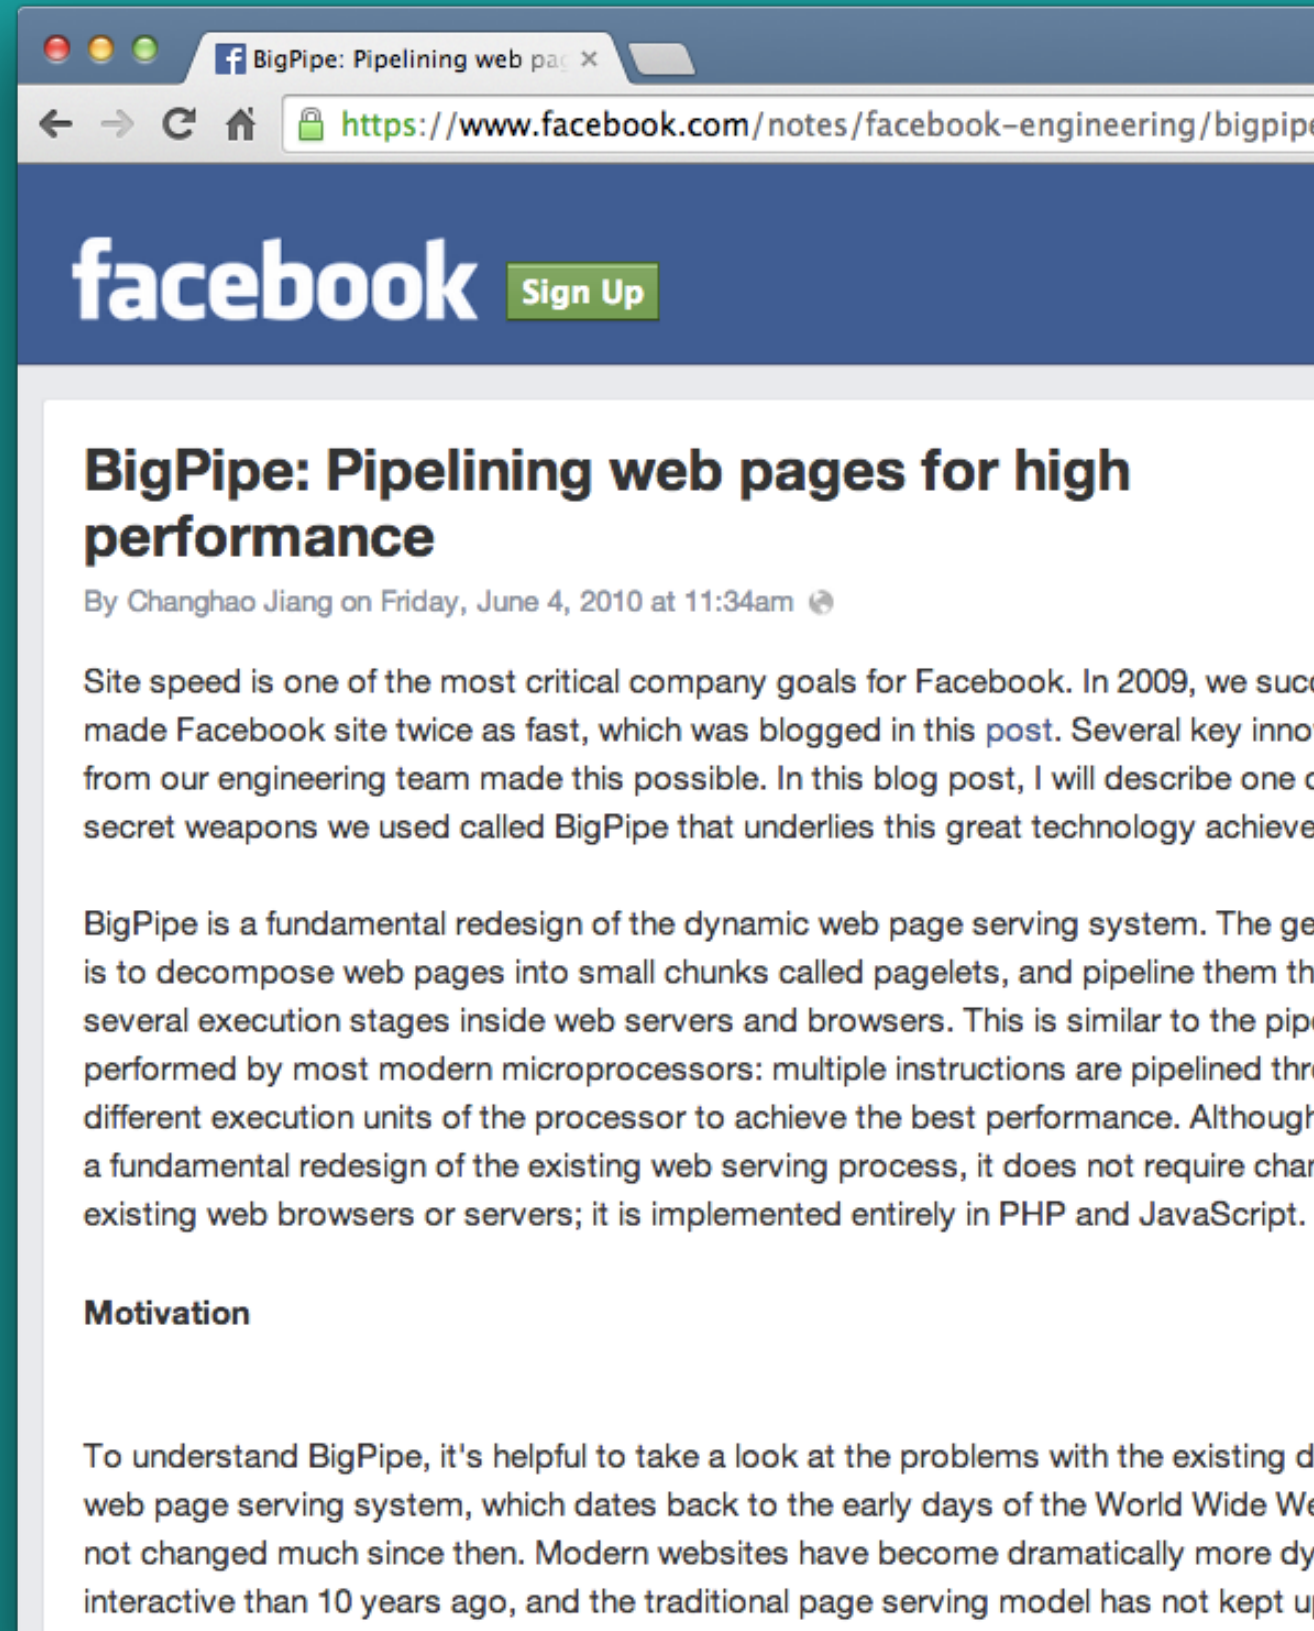 BigPipe: Pipelining web pag
https://www.facebook.com/notes/facebook-engineering/bigpipe
facebook Sign Up
BigPipe: Pipelining web pages for high
performance
By Changhao Jiang on Friday, June 4, 2010 at 11:34am
Site speed is one of the most critical company goals for Facebook. In 2009, we succ
made Facebook site twice as fast, which was blogged in this post. Several key inno
from our engineering team made this possible. In this blog post, I will describe one
secret weapons we used called BigPipe that underlies this great technology achieve
BigPipe is a fundamental redesign of the dynamic web page serving system. The ge
is to decompose web pages into small chunks called pagelets, and pipeline them th
several execution stages inside web servers and browsers. This is similar to the pip
performed by most modern microprocessors: multiple instructions are pipelined thr
different execution units of the processor to achieve the best performance. Although
a fundamental redesign of the existing web serving process, it does not require chan
existing web browsers or servers; it is implemented entirely in PHP and JavaScript.
Motivation
To understand BigPipe, it's helpful to take a look at the problems with the existing d
web page serving system, which dates back to the early days of the World Wide We
not changed much since then. Modern websites have become dramatically more dy
interactive than 10 years ago, and the traditional page serving model has not kept up